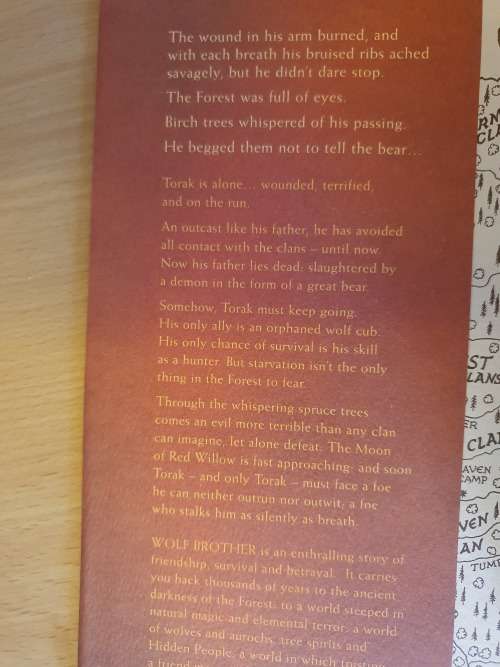 The wound in his arm burned, and
with each breath his bruised ribs ached
savagely, but he didn't dare stop.
The Forest was full of eyes.
Birch trees whispered of his passing.
He begged them not to tell the bear...
Torak is alone... wounded, terrified,
and on the run.
An outcast like his father, he has avoided
all contact with the clans – until now.
Now his father lies dead: slaughtered by
a demon in the form of a great bear.
Somehow, Torak must keep going.
His only ally is an orphaned wolf cub.
His only chance of survival is his skill
as a hunter. But starvation isn't the only
thing in the Forest to fear.
Through the whispering spruce trees
comes an evil more terrible than any clan
can imagine, let alone defeat. The Moon
of Red Willow is fast approaching: and soon
Torak – and only Torak – must face a foe
he can neither outrun nor outwit; a foe
who stalks him as silently as breath.
WOLF BROTHER is an enthralling story of
friendship, survival and betrayal. It carries
you back thousands of years to the ancient
darkness of the Forest: to a world steeped in
natural magic and elemental terror, a world
of wolves and aurochs, tree spirits and
Hidden People; a world in which trusting
a friend
CLAN
ST
LANS
ER
CLA
AVEN
CAMP
VEN
AN
TUM